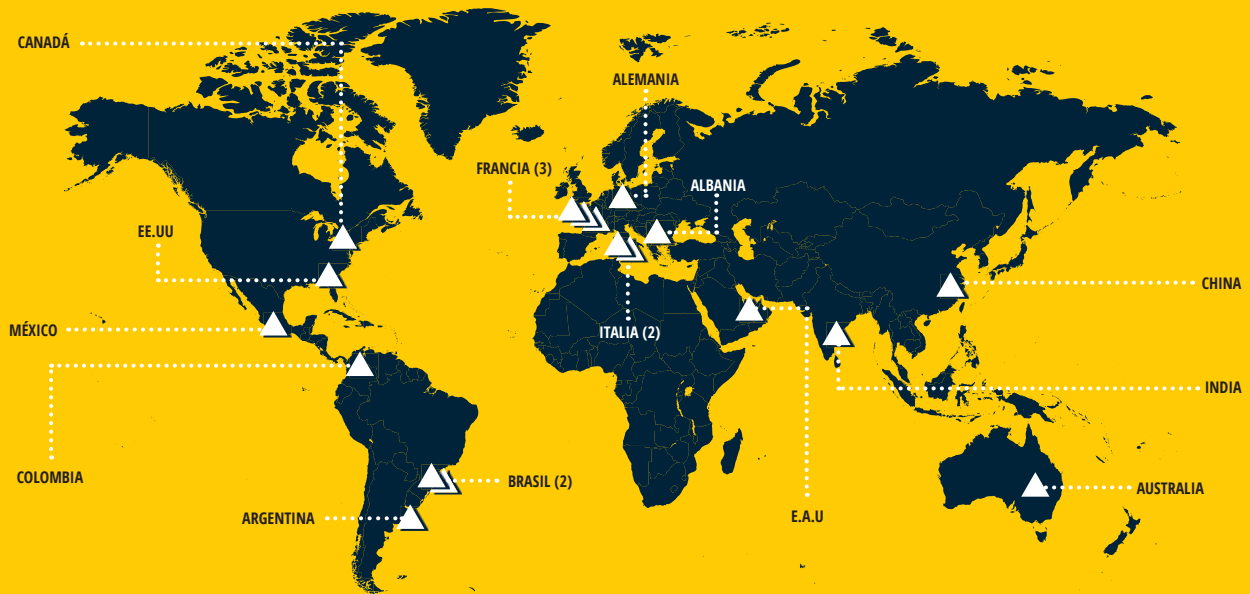 CANADÁ
ALEMANIA
FRANCIA (3)
ALBANIA
EE.UU
CHINA
MÉXICO
ITALIA (2)
INDIA
COLOMBIA
BRASIL (2)
AUSTRALIA
ARGENTINA
E.A.U